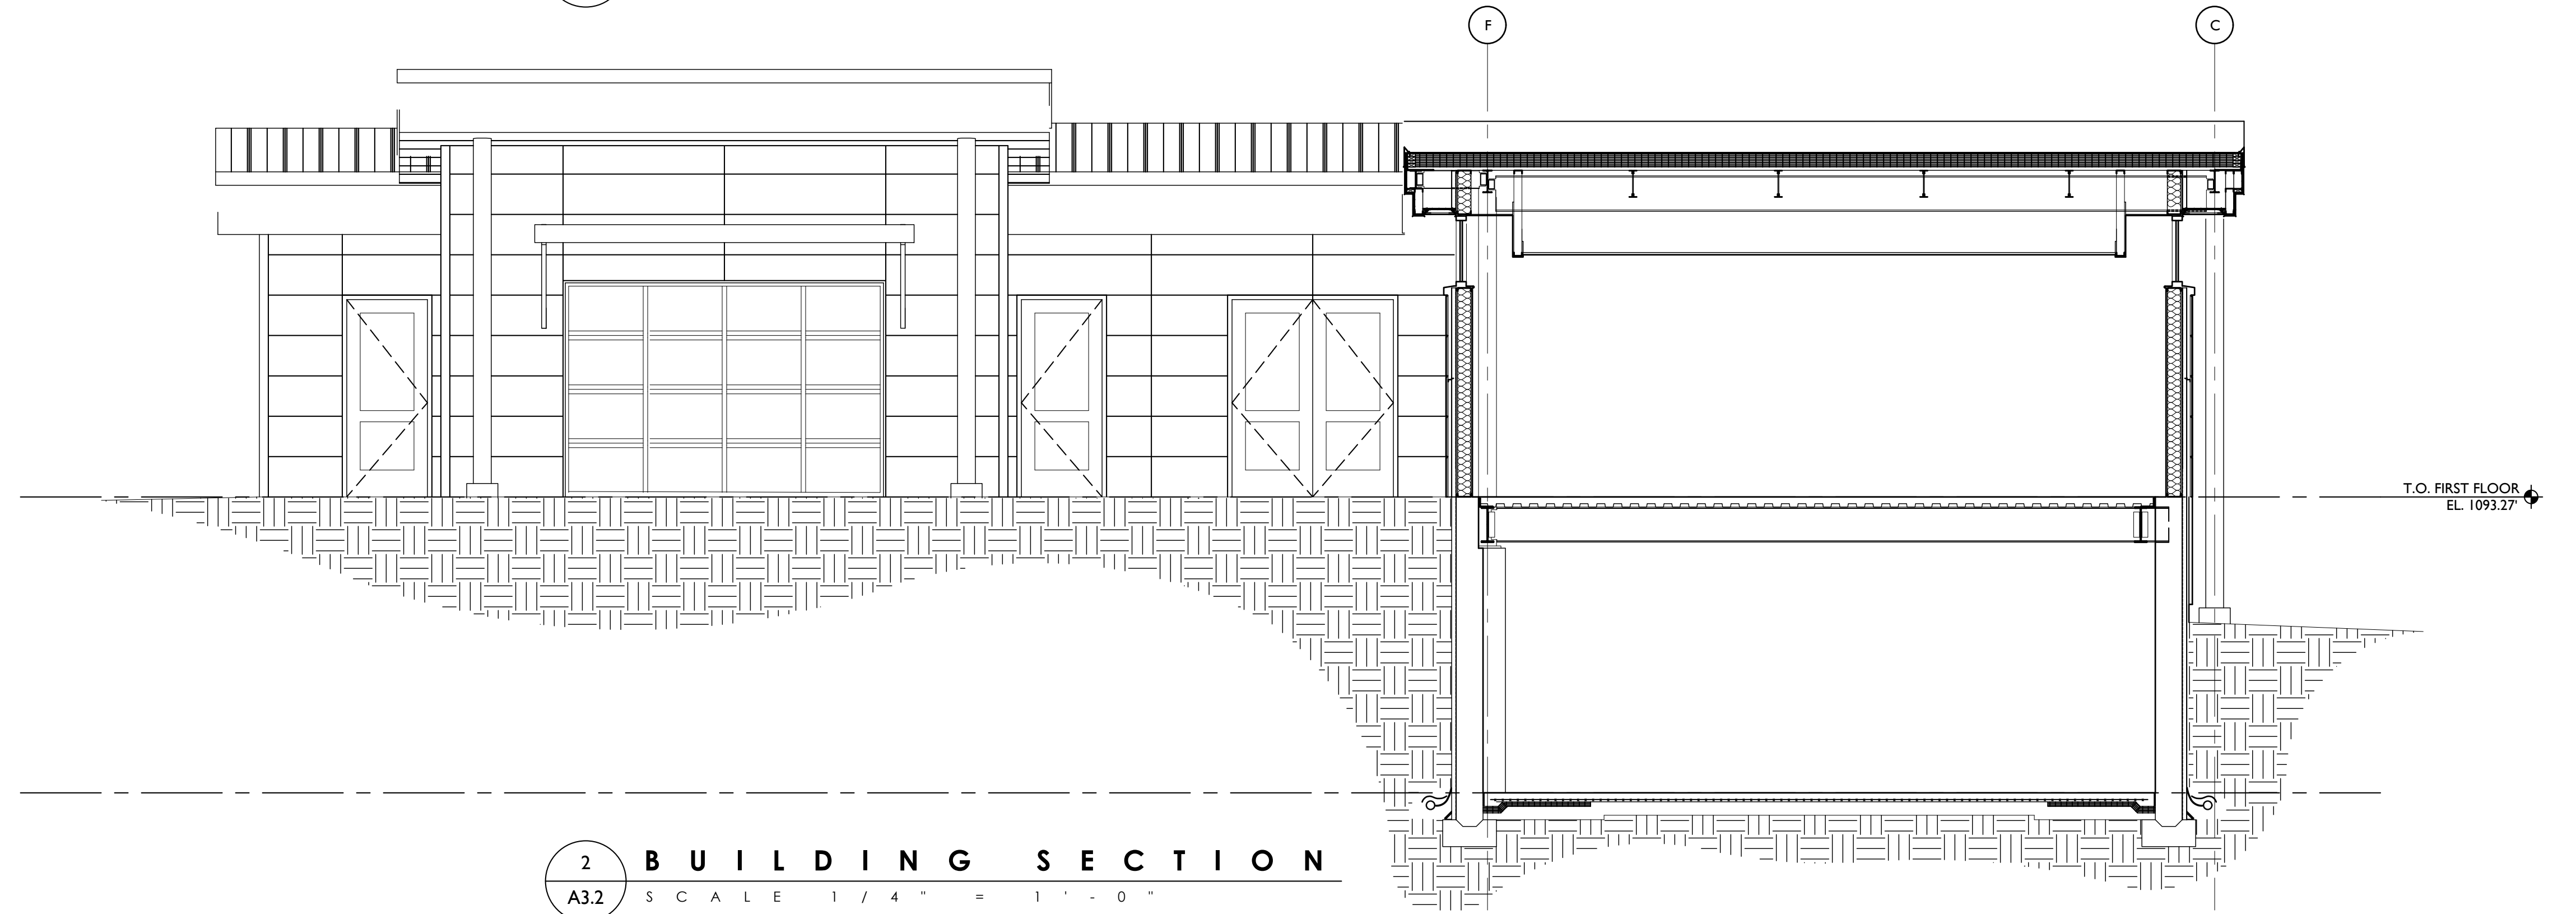 F
C
T.O. FIRST FLOOR
EL. 1093.27'
2
BUILDING SECTION
A3.2
SCALE 1/4" = 1'-0"